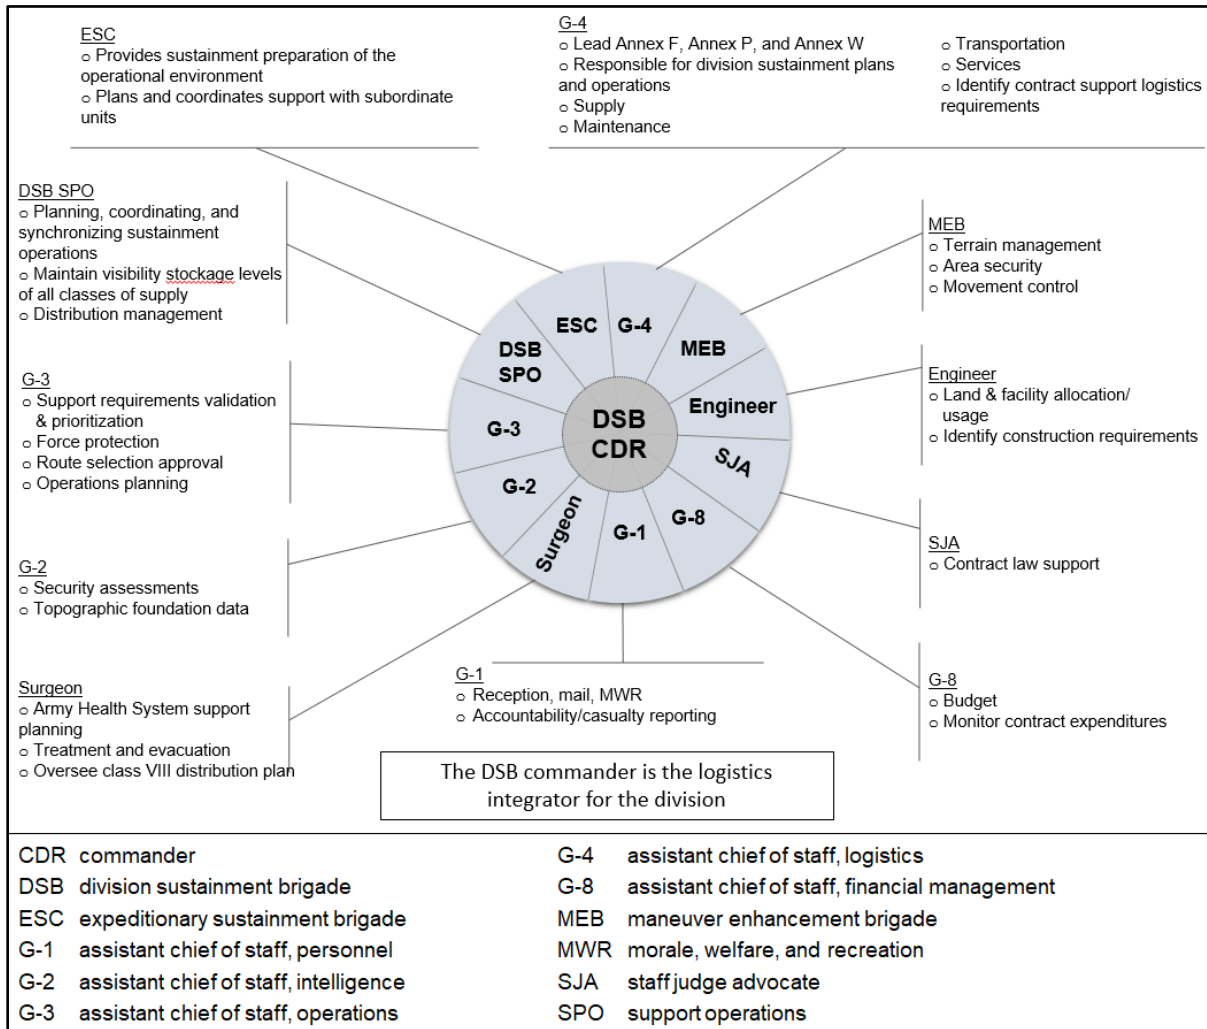 ESC
o Provides sustainment preparation of the
operational environment
o Plans and coordinates support with subordinate
units
G-4
o Lead Annex F, Annex P, and Annex W
o Responsible for division sustainment plans
and operations
o Supply
o Maintenance
o Transportation
o Services
o Identify contract support logistics
requirements
DSB SPO
o Planning, coordinating, and
synchronizing sustainment
operations
o Maintain visibility stockage levels
of all classes of supply
o Distribution management
MEB
o Terrain management
o Area security
o Movement control
G-3
o Support requirements validation
& prioritization
o Force protection
o Route selection approval
o Operations planning
Engineer
o Land & facility allocation/
usage
o Identify construction requirements
G-2
o Security assessments
o Topographic foundation data
SJA
o Contract law support
Surgeon
o Army Health System support
planning
o Treatment and evacuation
o Oversee class VIII distribution plan
G-1
o Reception, mail, MWR
o Accountability/casualty reporting
G-8
o Budget
o Monitor contract expenditures
ESC
G-4
MEB
Engineer
SJA
G-8
G-1
Surgeon
G-2
G-3
DSB
SPO
DSB
CDR
The DSB commander is the logistics
integrator for the division
CDR commander
DSB division sustainment brigade
ESC expeditionary sustainment brigade
G-1 assistant chief of staff, personnel
G-2 assistant chief of staff, intelligence
G-3 assistant chief of staff, operations
G-4 assistant chief of staff, logistics
G-8 assistant chief of staff, financial management
MEB maneuver enhancement brigade
MWR morale, welfare, and recreation
SJA staff judge advocate
SPO support operations